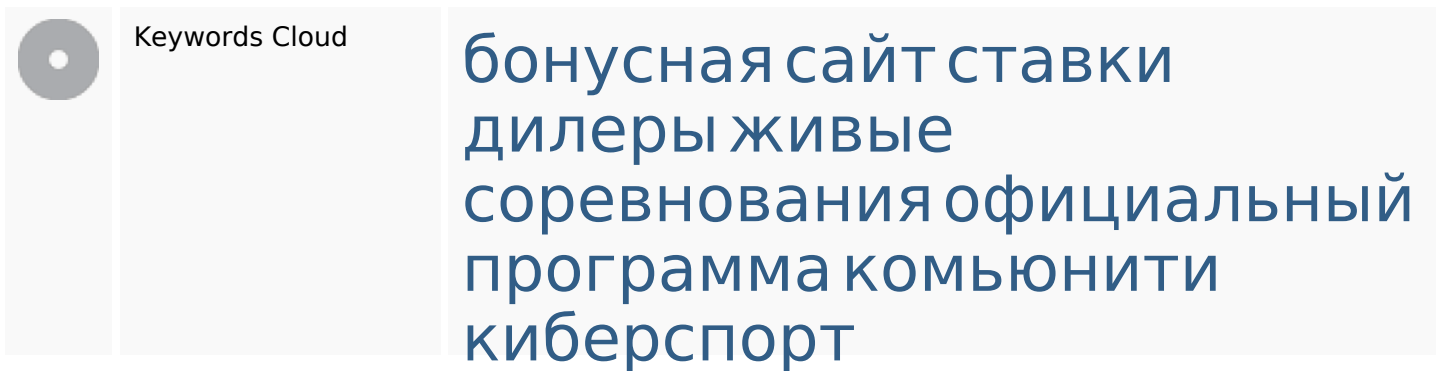 Keywords Cloud
бонусная сайт ставки
дилеры живые
соревнования официальный
программа комьюнити
киберспорт